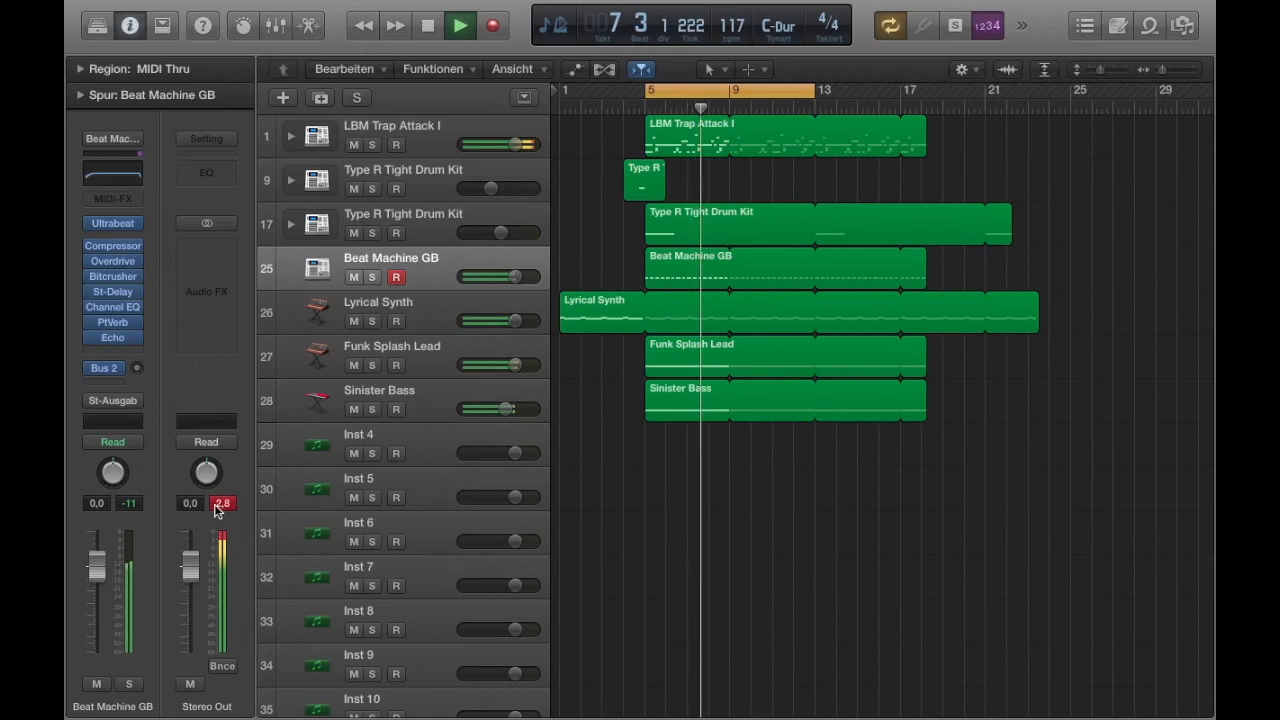 7 3 1 222 117 C-Dur 4/4
Takt Beat div Tick bpm Tonart Taktart
S 1234
Region: MIDI Thru
Bearbeiten Funktionen Ansicht
Spur: Beat Machine GB
S
1 5 9 13 17 21 25 29
Beat Mac...
Setting
EQ
MIDI-FX
Ultrabeat
Compressor
Overdrive
Bitcrusher
St-Delay
Channel EQ
PtVerb
Echo
Audio FX
Bus 2
St-Ausgab
Read Read
0,0 -11 0,0 2,8
Bnce
M S M
Beat Machine GB Stereo Out
1 LBM Trap Attack I
M S R
9 Type R Tight Drum Kit
M S R
17 Type R Tight Drum Kit
M S R
25 Beat Machine GB
M S R
26 Lyrical Synth
M S R
27 Funk Splash Lead
M S R
28 Sinister Bass
M S R
29 Inst 4
M S R
30 Inst 5
M S R
31 Inst 6
M S R
32 Inst 7
M S R
33 Inst 8
M S R
34 Inst 9
M S R
35 Inst 10
M S R
LBM Trap Attack I
Type R
Type R Tight Drum Kit
Beat Machine GB
Lyrical Synth
Funk Splash Lead
Sinister Bass